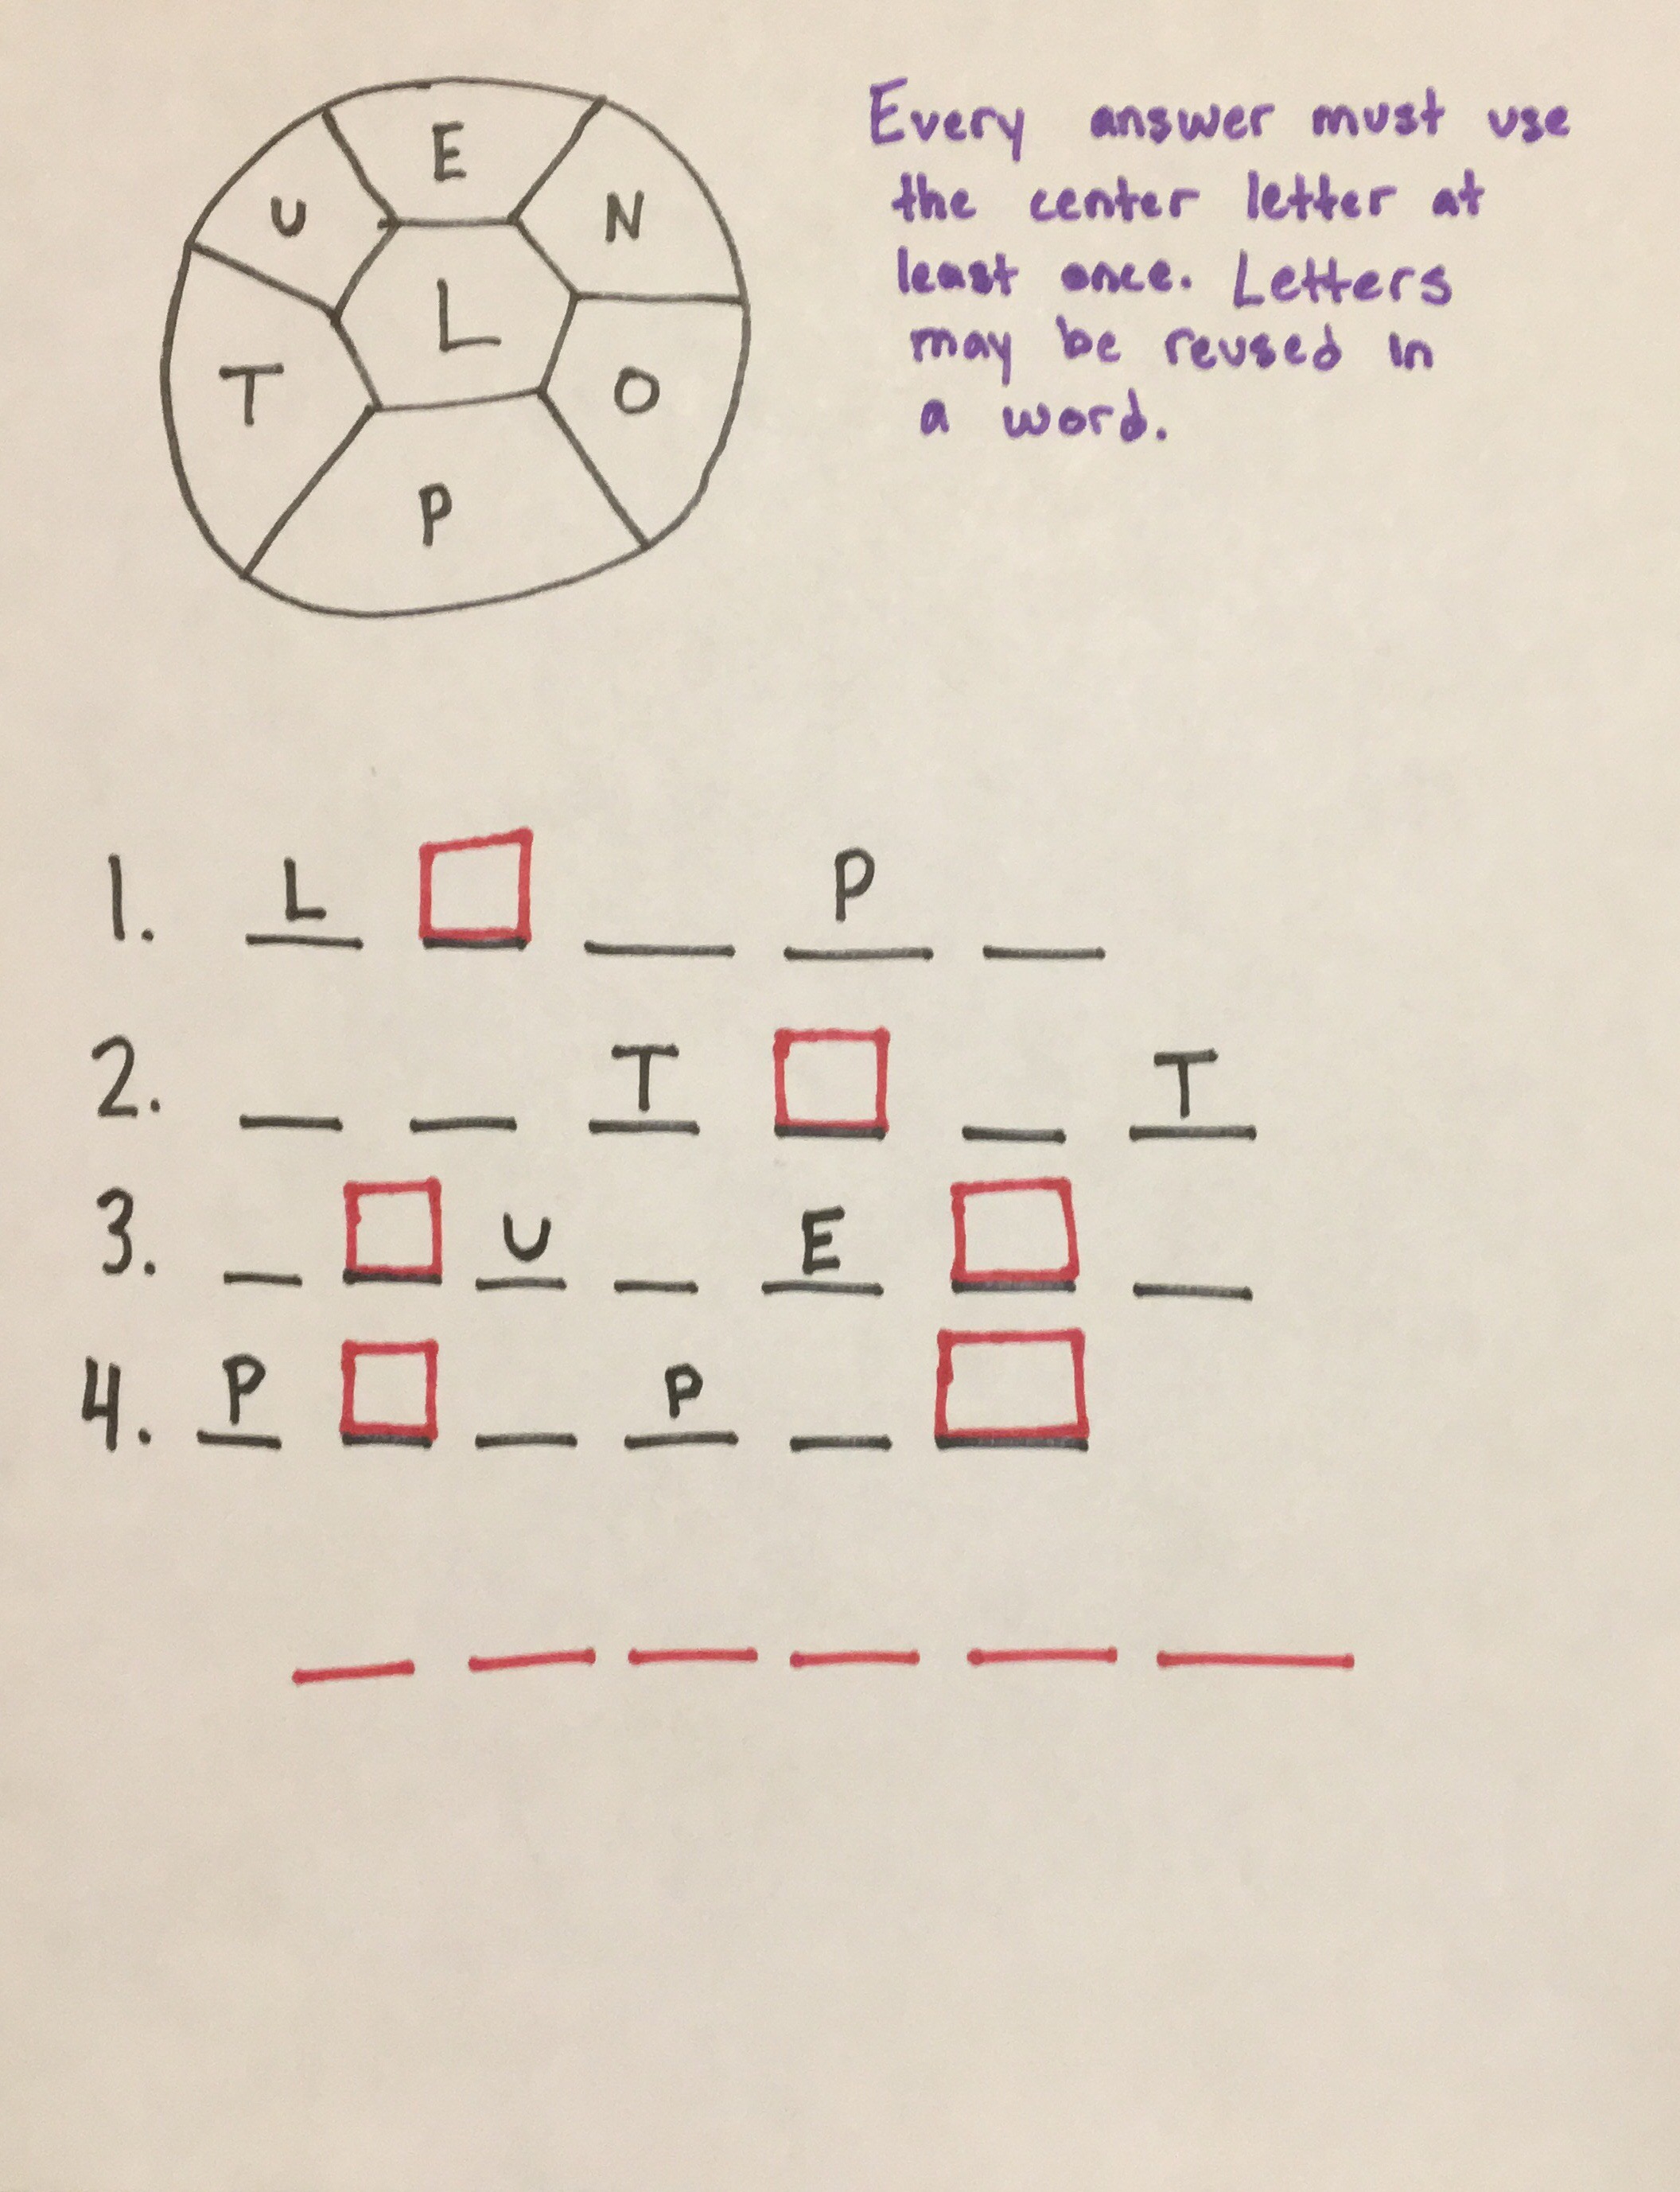 E
U N
L
T O
P
Every answer must use
the center letter at
least once. Letters
may be reused in
a word.
1. L P
2. T T
3. U E
4. P P